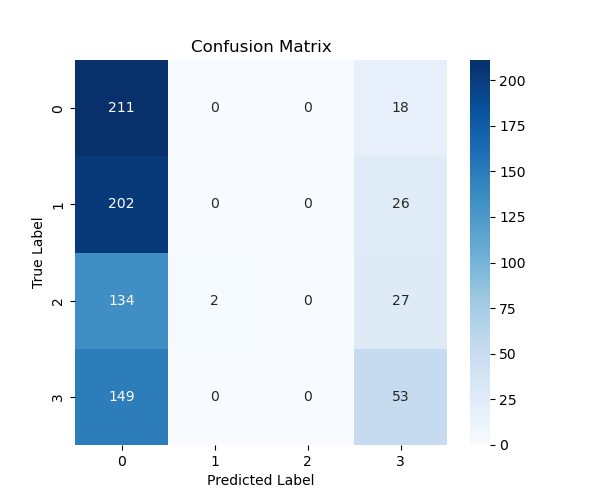 Confusion Matrix
True Label
0 211 0 0 18
1 202 0 0 26
2 134 2 0 27
3 149 0 0 53
0 1 2 3
Predicted Label
200
175
150
125
100
75
50
25
0